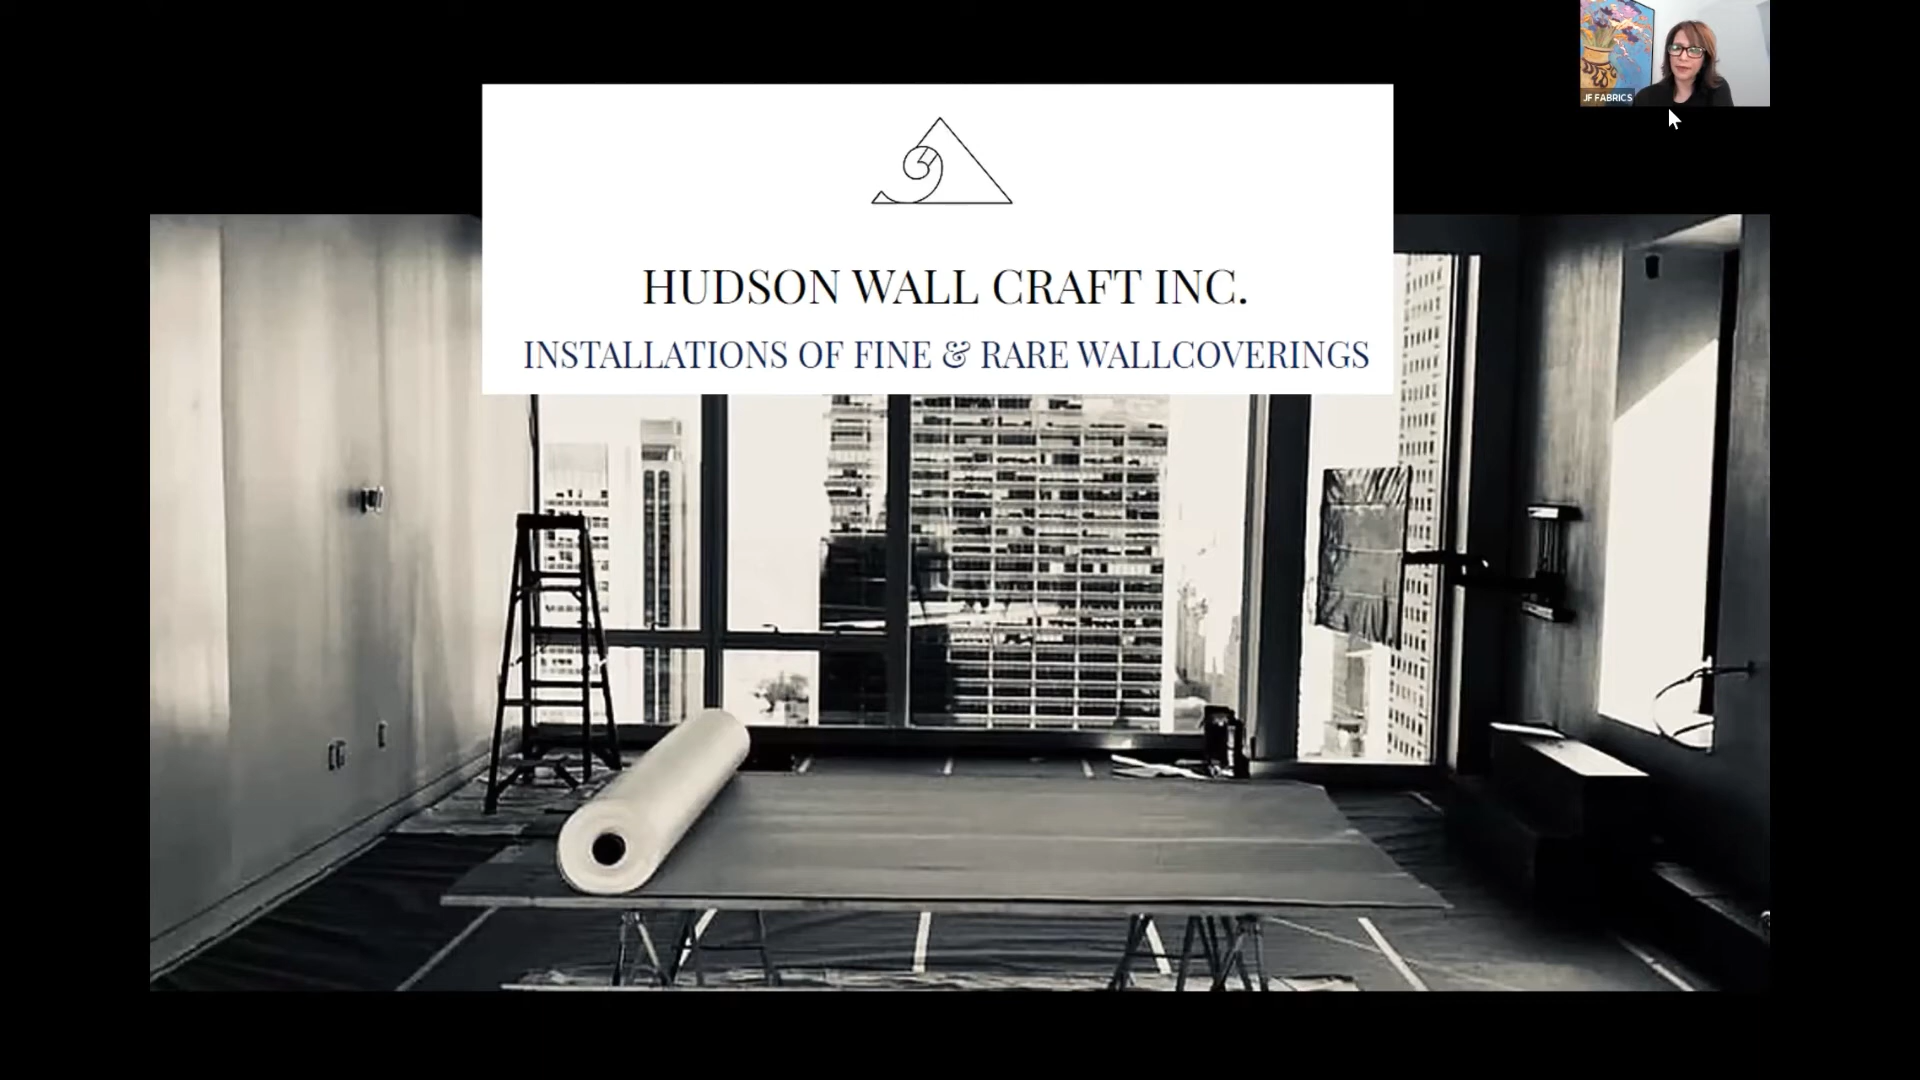 JF FABRICS
HUDSON WALL CRAFT INC.
INSTALLATIONS OF FINE & RARE WALLCOVERINGS